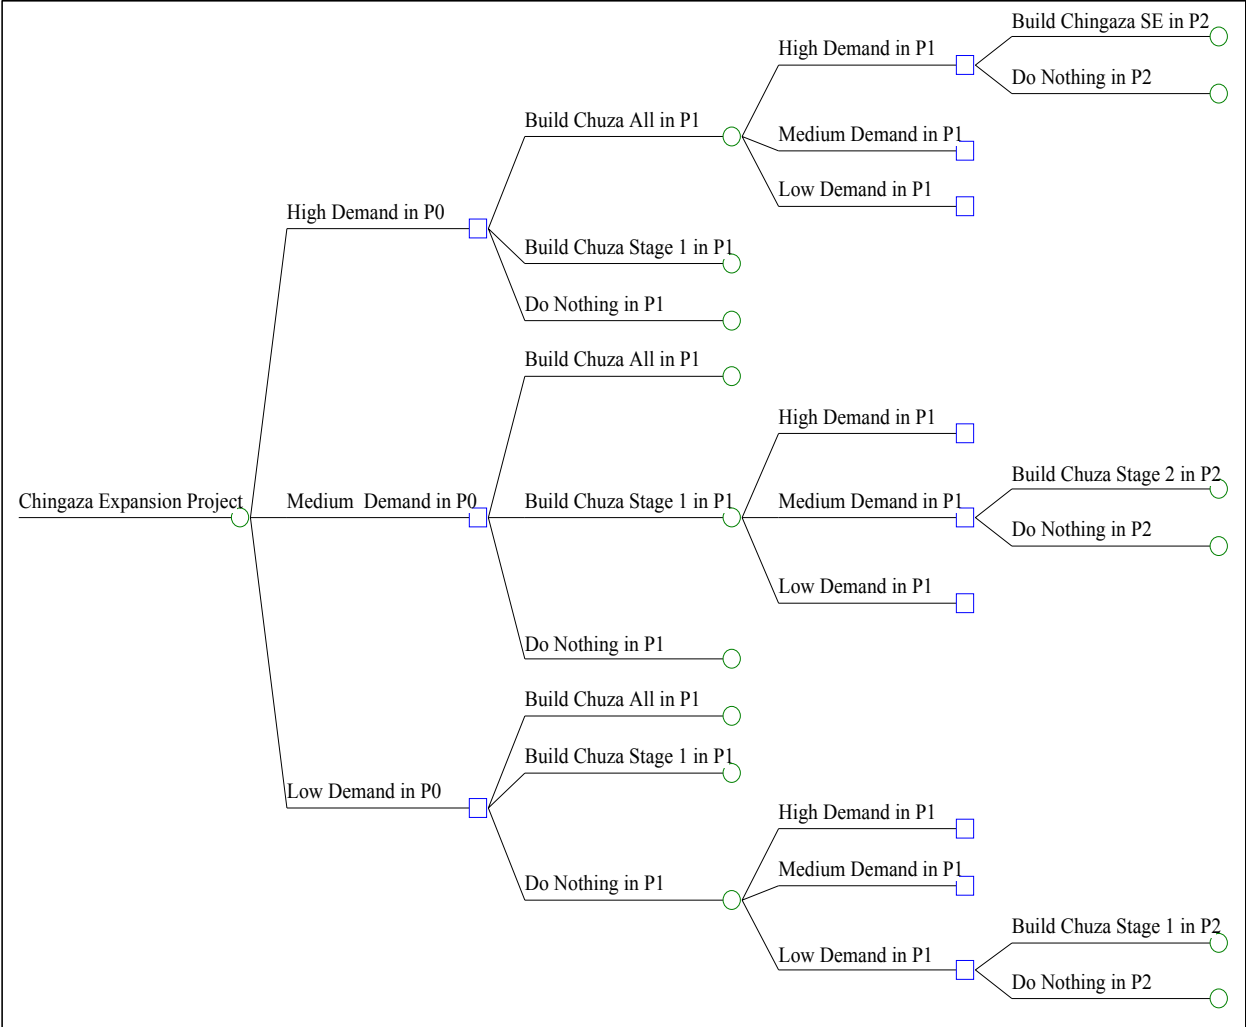 Build Chingaza SE in P2
High Demand in P1
Do Nothing in P2
Build Chuza All in P1
Medium Demand in P1
Low Demand in P1
High Demand in P0
Build Chuza Stage 1 in P1
Do Nothing in P1
Build Chuza All in P1
High Demand in P1
Build Chuza Stage 2 in P2
Chingaza Expansion Project
Medium  Demand in P0
Build Chuza Stage 1 in P1
Medium Demand in P1
Do Nothing in P2
Low Demand in P1
Do Nothing in P1
Build Chuza All in P1
Build Chuza Stage 1 in P1
Low Demand in P0
High Demand in P1
Medium Demand in P1
Do Nothing in P1
Build Chuza Stage 1 in P2
Low Demand in P1
Do Nothing in P2